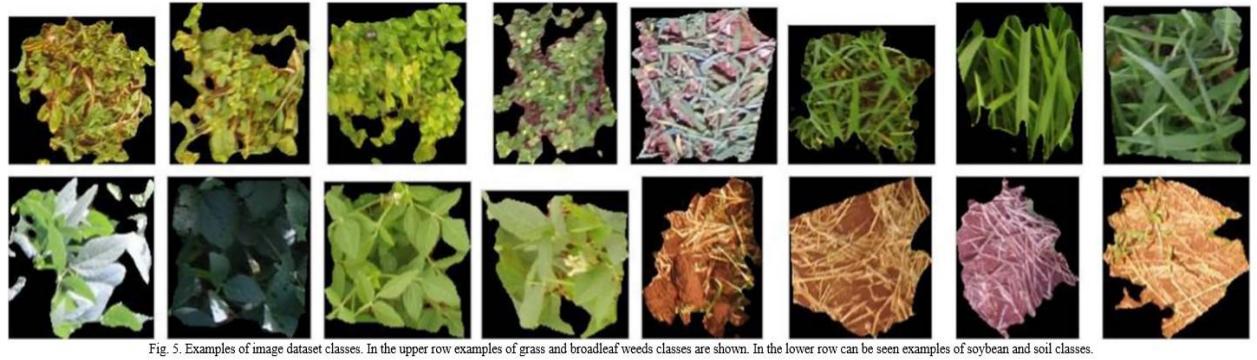 Fig. 5. Examples of image dataset classes. In the upper row examples of grass and broadleaf weeds classes are shown. In the lower row can be seen examples of soybean and soil classes.